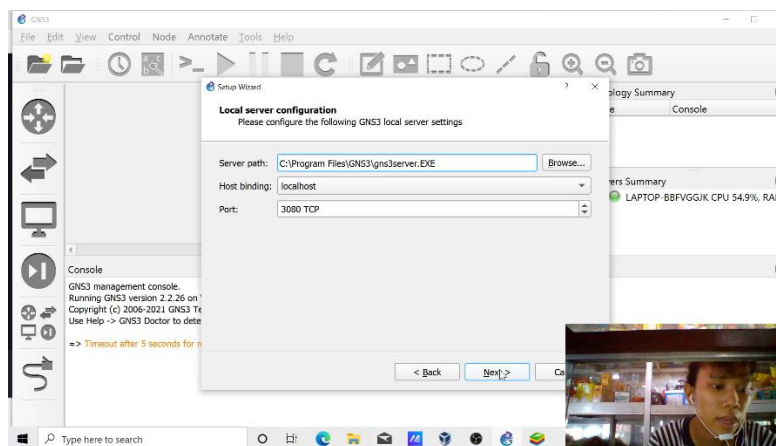 GNS3
File Edit View Control Node Annotate Tools Help
Setup Wizard
Local server configuration
Please configure the following GNS3 local server settings
Server path: C:\Program Files\GNS3\gns3server.EXE Browse...
Host binding: localhost
Port: 3080 TCP
< Back Next >
Summary
Console
Summary
LAPTOP-BBFVGGJK CPU 54.9%,
Console
GNS3 management console.
Running GNS3 version 2.2.26 on
Copyright (c) 2006-2021 GNS3
Use Help -> GNS3 Doctor to
=> Timeout after 5 seconds for
Type here to search